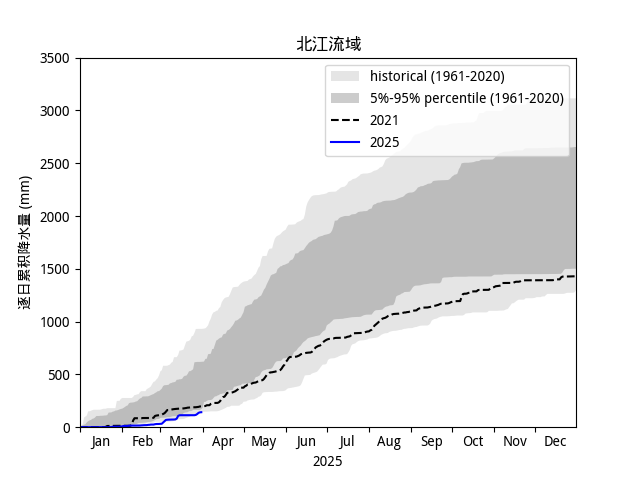 北江流域
逐日累积降水量 (mm)
3500
3000
2500
2000
1500
1000
500
0
historical (1961-2020)
5%-95% percentile (1961-2020)
2021
2025
Jan Feb Mar Apr May Jun Jul Aug Sep Oct Nov Dec
2025